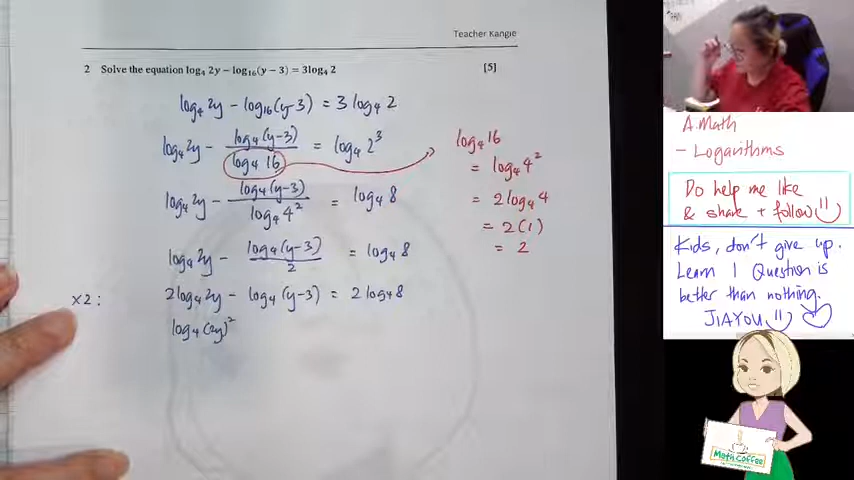 Teacher Kangie
2 Solve the equation log₄ 2y − log₁₆(y − 3) = 3log₄ 2 [5]
log₄ 2y − log₁₆(y−3) = 3 log₄ 2
log₄ 2y − log₄(y−3) / log₄ 16 = log₄ 2³
log₄ 2y − log₄(y−3) / log₄ 4² = log₄ 8
log₄ 2y − log₄(y−3) / 2 = log₄ 8
×2 : 2log₄ 2y − log₄ (y−3) = 2 log₄ 8
log₄ (2y)²
log₄ 16
= log₄ 4²
= 2 log₄ 4
= 2 (1)
= 2
A.Math
- Logarithms
Do help me like
& share + follow
Kids, don't give up.
Learn 1 Question is
better than nothing.
JIAYOU
Math Coffee